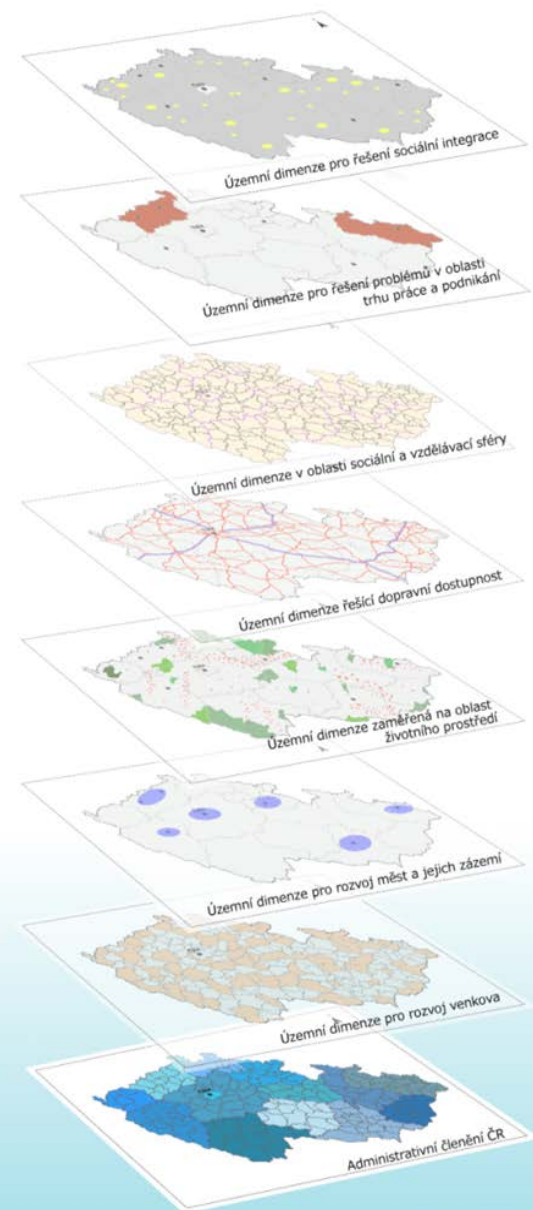 Územní dimenze pro řešení sociální integrace
Územní dimenze pro řešení problémů v oblasti
trhu práce a podnikání
Územní dimenze v oblasti sociální a vzdělávací sféry
Územní dimenze řešící dopravní dostupnost
Územní dimenze zaměřená na oblast
životního prostředí
Územní dimenze pro rozvoj měst a jejich zázemí
Územní dimenze pro rozvoj venkova
Administrativní členění ČR